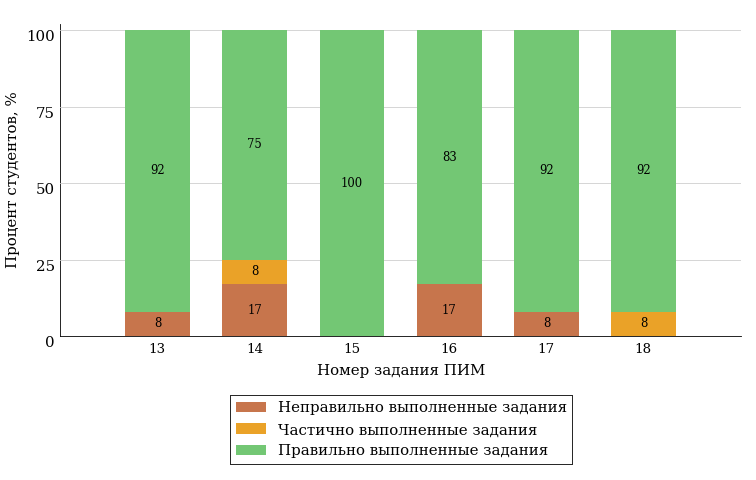 Процент студентов, %
100
75
50
25
0
92
75
100
83
92
92
8
8
17
17
8
8
13 14 15 16 17 18
Номер задания ПИМ
Неправильно выполненные задания
Частично выполненные задания
Правильно выполненные задания